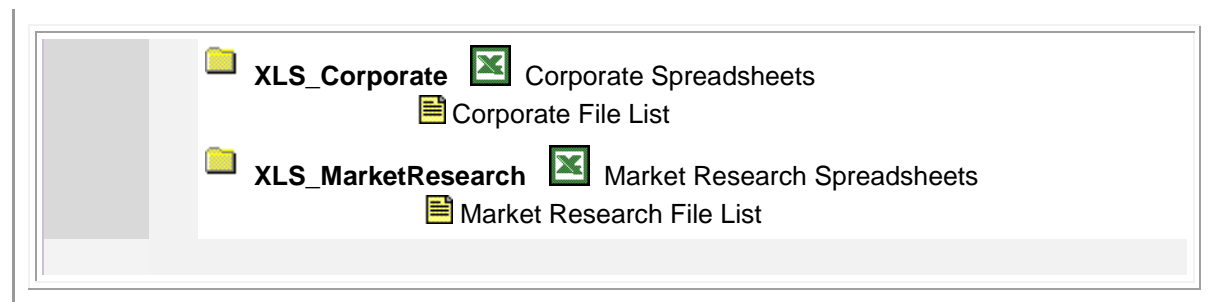 XLS_Corporate Corporate Spreadsheets
Corporate File List
XLS_MarketResearch Market Research Spreadsheets
Market Research File List